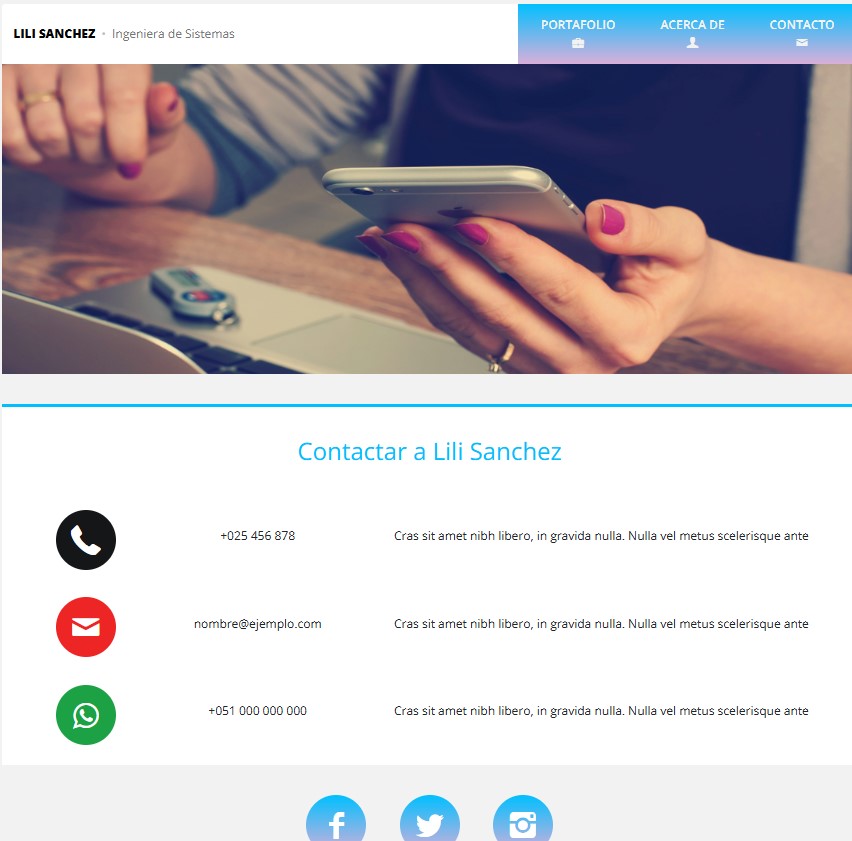 LILI SANCHEZ • Ingeniera de Sistemas
PORTAFOLIO ACERCA DE CONTACTO
Contactar a Lili Sanchez
+025 456 878 Cras sit amet nibh libero, in gravida nulla. Nulla vel metus scelerisque ante
nombre@ejemplo.com Cras sit amet nibh libero, in gravida nulla. Nulla vel metus scelerisque ante
+051 000 000 000 Cras sit amet nibh libero, in gravida nulla. Nulla vel metus scelerisque ante